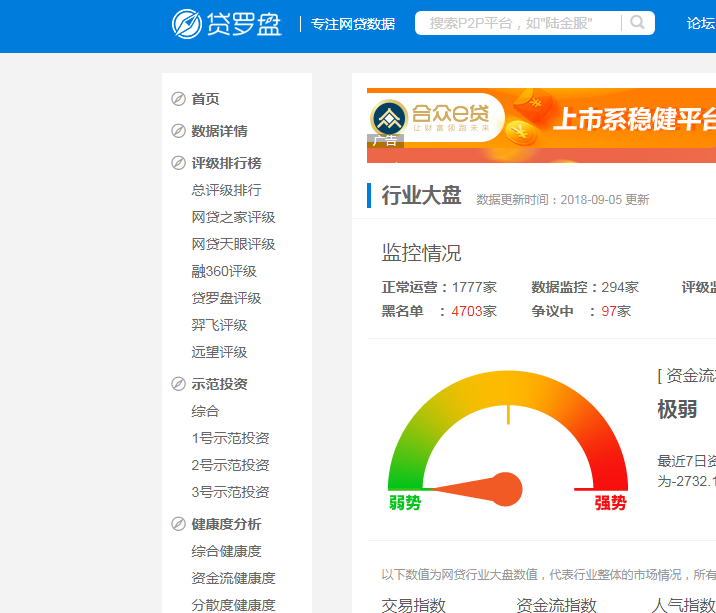 贷罗盘
专注网贷数据
搜索P2P平台，如"陆金服"
论坛
首页
数据详情
评级排行榜
总评级排行
网贷之家评级
网贷天眼评级
融360评级
贷罗盘评级
羿飞评级
远望评级
示范投资
综合
1号示范投资
2号示范投资
3号示范投资
健康度分析
综合健康度
资金流健康度
分散度健康度
合众e贷
让财富领跑未来
上市系稳健平台
广告
行业大盘 数据更新时间：2018-09-05 更新
监控情况
正常运营：1777家 数据监控：294家 评级监
黑名单 ：4703家 争议中 ：97家
弱势
强势
[ 资金流
极弱
最近7日资
为-2732.1
以下数值为网贷行业大盘数值，代表行业整体的市场情况，所有
交易指数 资金流指数 人气指数